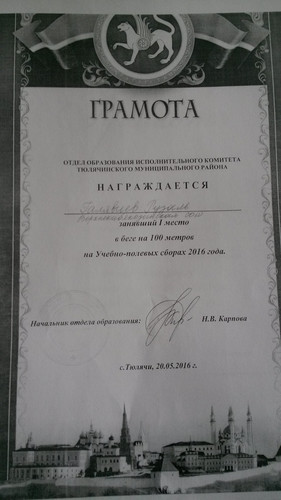 ГРАМОТА
ОТДЕЛ ОБРАЗОВАНИЯ ИСПОЛНИТЕЛЬНОГО КОМИТЕТА
ТЮЛЯЧИНСКОГО МУНИЦИПАЛЬНОГО РАЙОНА
НАГРАЖДАЕТСЯ
занявший I место
в беге на 100 метров
на Учебно-полевых сборах 2016 года.
Начальник отдела образования: Н.В. Карпова
с.Тюлячи, 20.05.2016 г.